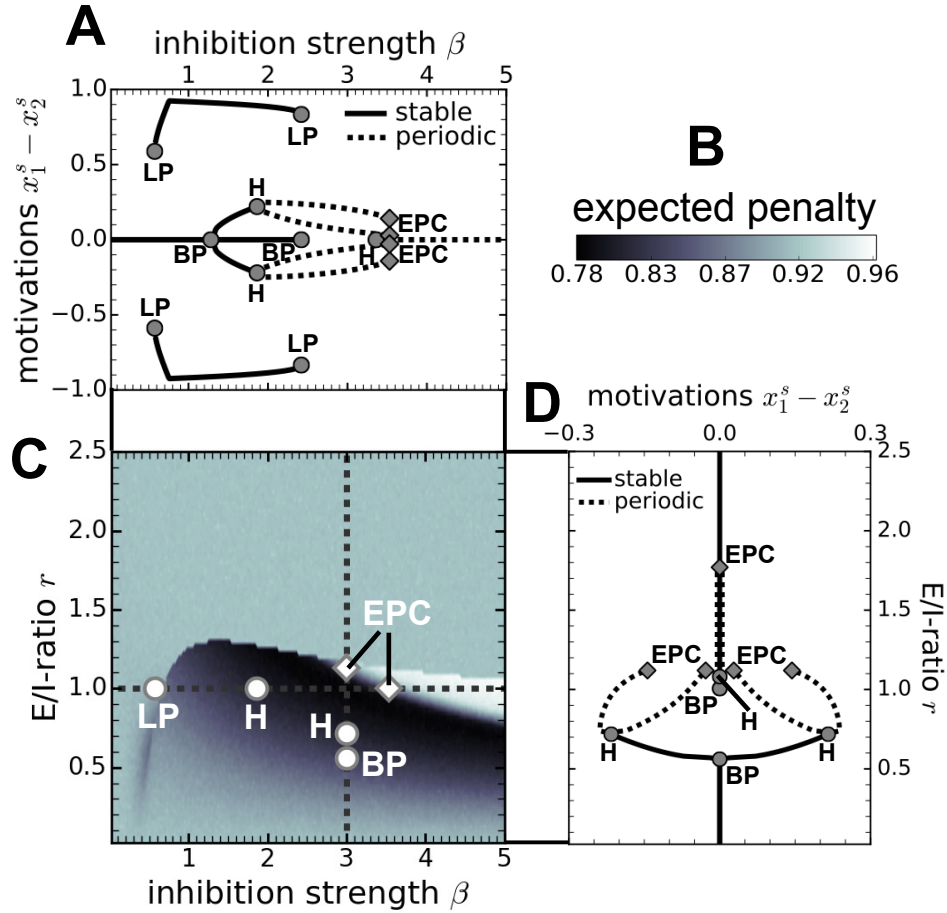 A
inhibition strength β
1 2 3 4 5
motivations x₁ˢ − x₂ˢ
1.0
0.5
0.0
−0.5
−1.0
stable
periodic
LP
LP
H
BP
BP
H
EPC
EPC
H
LP
LP
B
expected penalty
0.78 0.83 0.87 0.92 0.96
C
E/I-ratio r
2.5
2.0
1.5
1.0
0.5
EPC
LP
H
H
BP
1 2 3 4 5
inhibition strength β
D
motivations x₁ˢ − x₂ˢ
−0.3 0.0 0.3
stable
periodic
EPC
EPC
EPC
BP
H
H
H
BP
2.5
2.0
1.5
1.0
0.5
E/I-ratio r